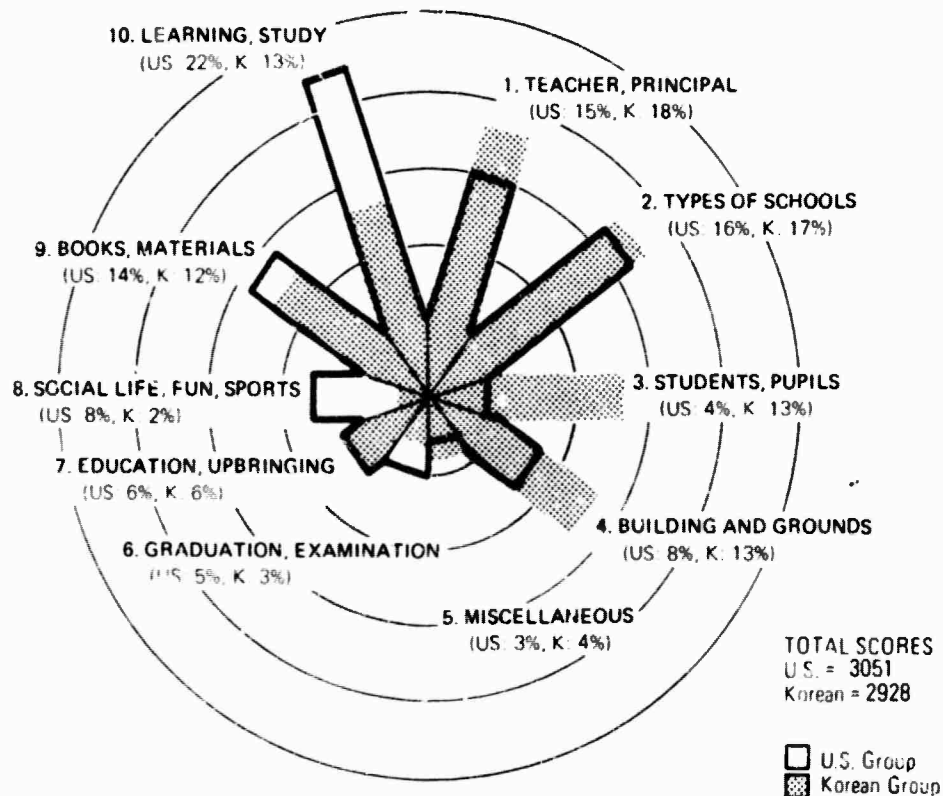 10. LEARNING, STUDY
(US: 22%, K: 13%)
1. TEACHER, PRINCIPAL
(US: 15%, K: 18%)
2. TYPES OF SCHOOLS
(US: 16%, K: 17%)
9. BOOKS, MATERIALS
(US: 14%, K: 12%)
8. SOCIAL LIFE, FUN, SPORTS
(US: 8%, K: 2%)
3. STUDENTS, PUPILS
(US: 4%, K: 13%)
7. EDUCATION, UPBRINGING
(US: 6%, K: 6%)
4. BUILDING AND GROUNDS
(US: 8%, K: 13%)
6. GRADUATION, EXAMINATION
(US: 5%, K: 3%)
5. MISCELLANEOUS
(US: 3%, K: 4%)
TOTAL SCORES
U.S. = 3051
Korean = 2928
U.S. Group
Korean Group